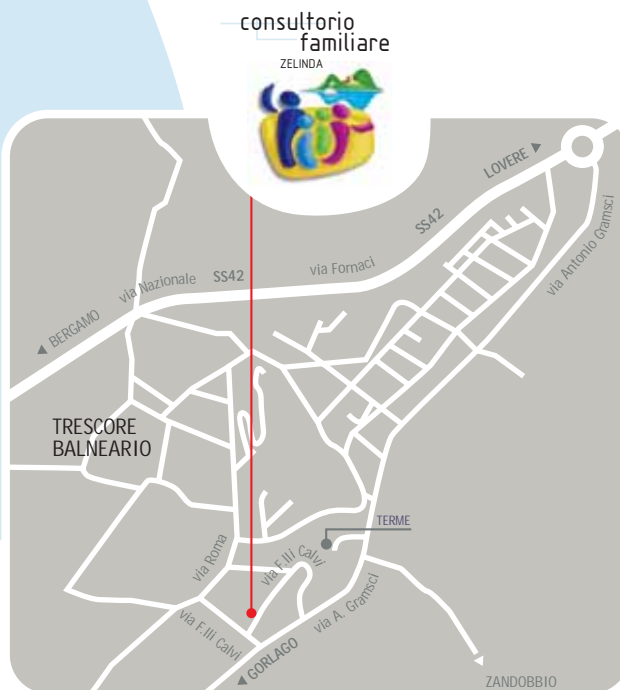 consultorio
familiare
ZELINDA
LOVERE
SS42
via Antonio Gramsci
via Fornaci
SS42
via Nazionale
BERGAMO
TRESCORE
BALNEARIO
TERME
via Roma
via F.lli Calvi
via A. Gramsci
via F.lli Calvi
GORLAGO
ZANDOBBIO